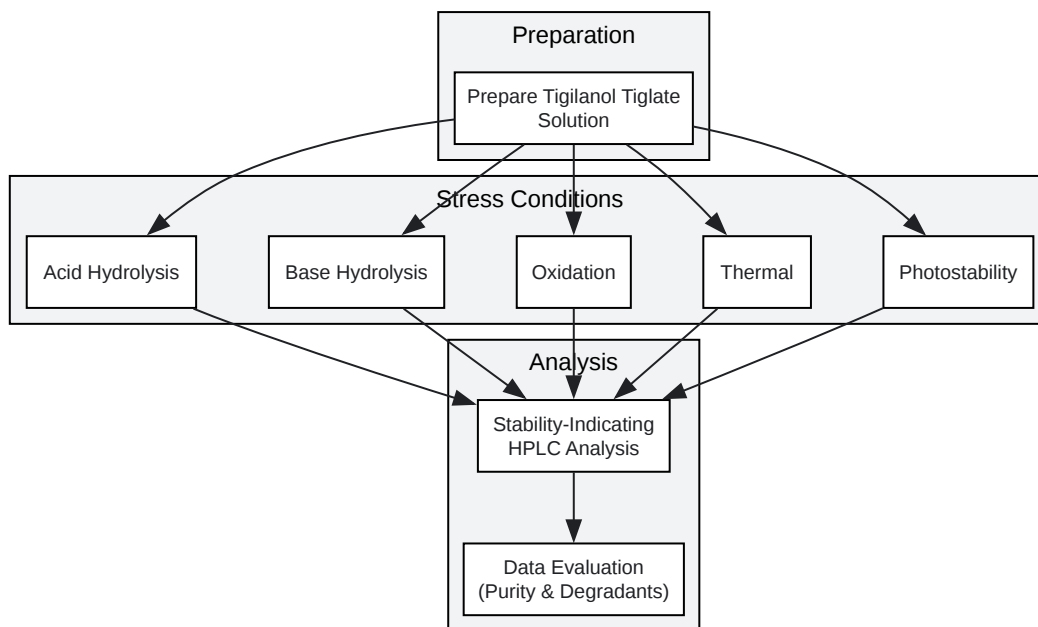 Preparation
Prepare Tigilanol Tiglate
Solution
Stress Conditions
Acid Hydrolysis
Base Hydrolysis
Oxidation
Thermal
Photostability
Analysis
Stability-Indicating
HPLC Analysis
Data Evaluation
(Purity & Degradants)